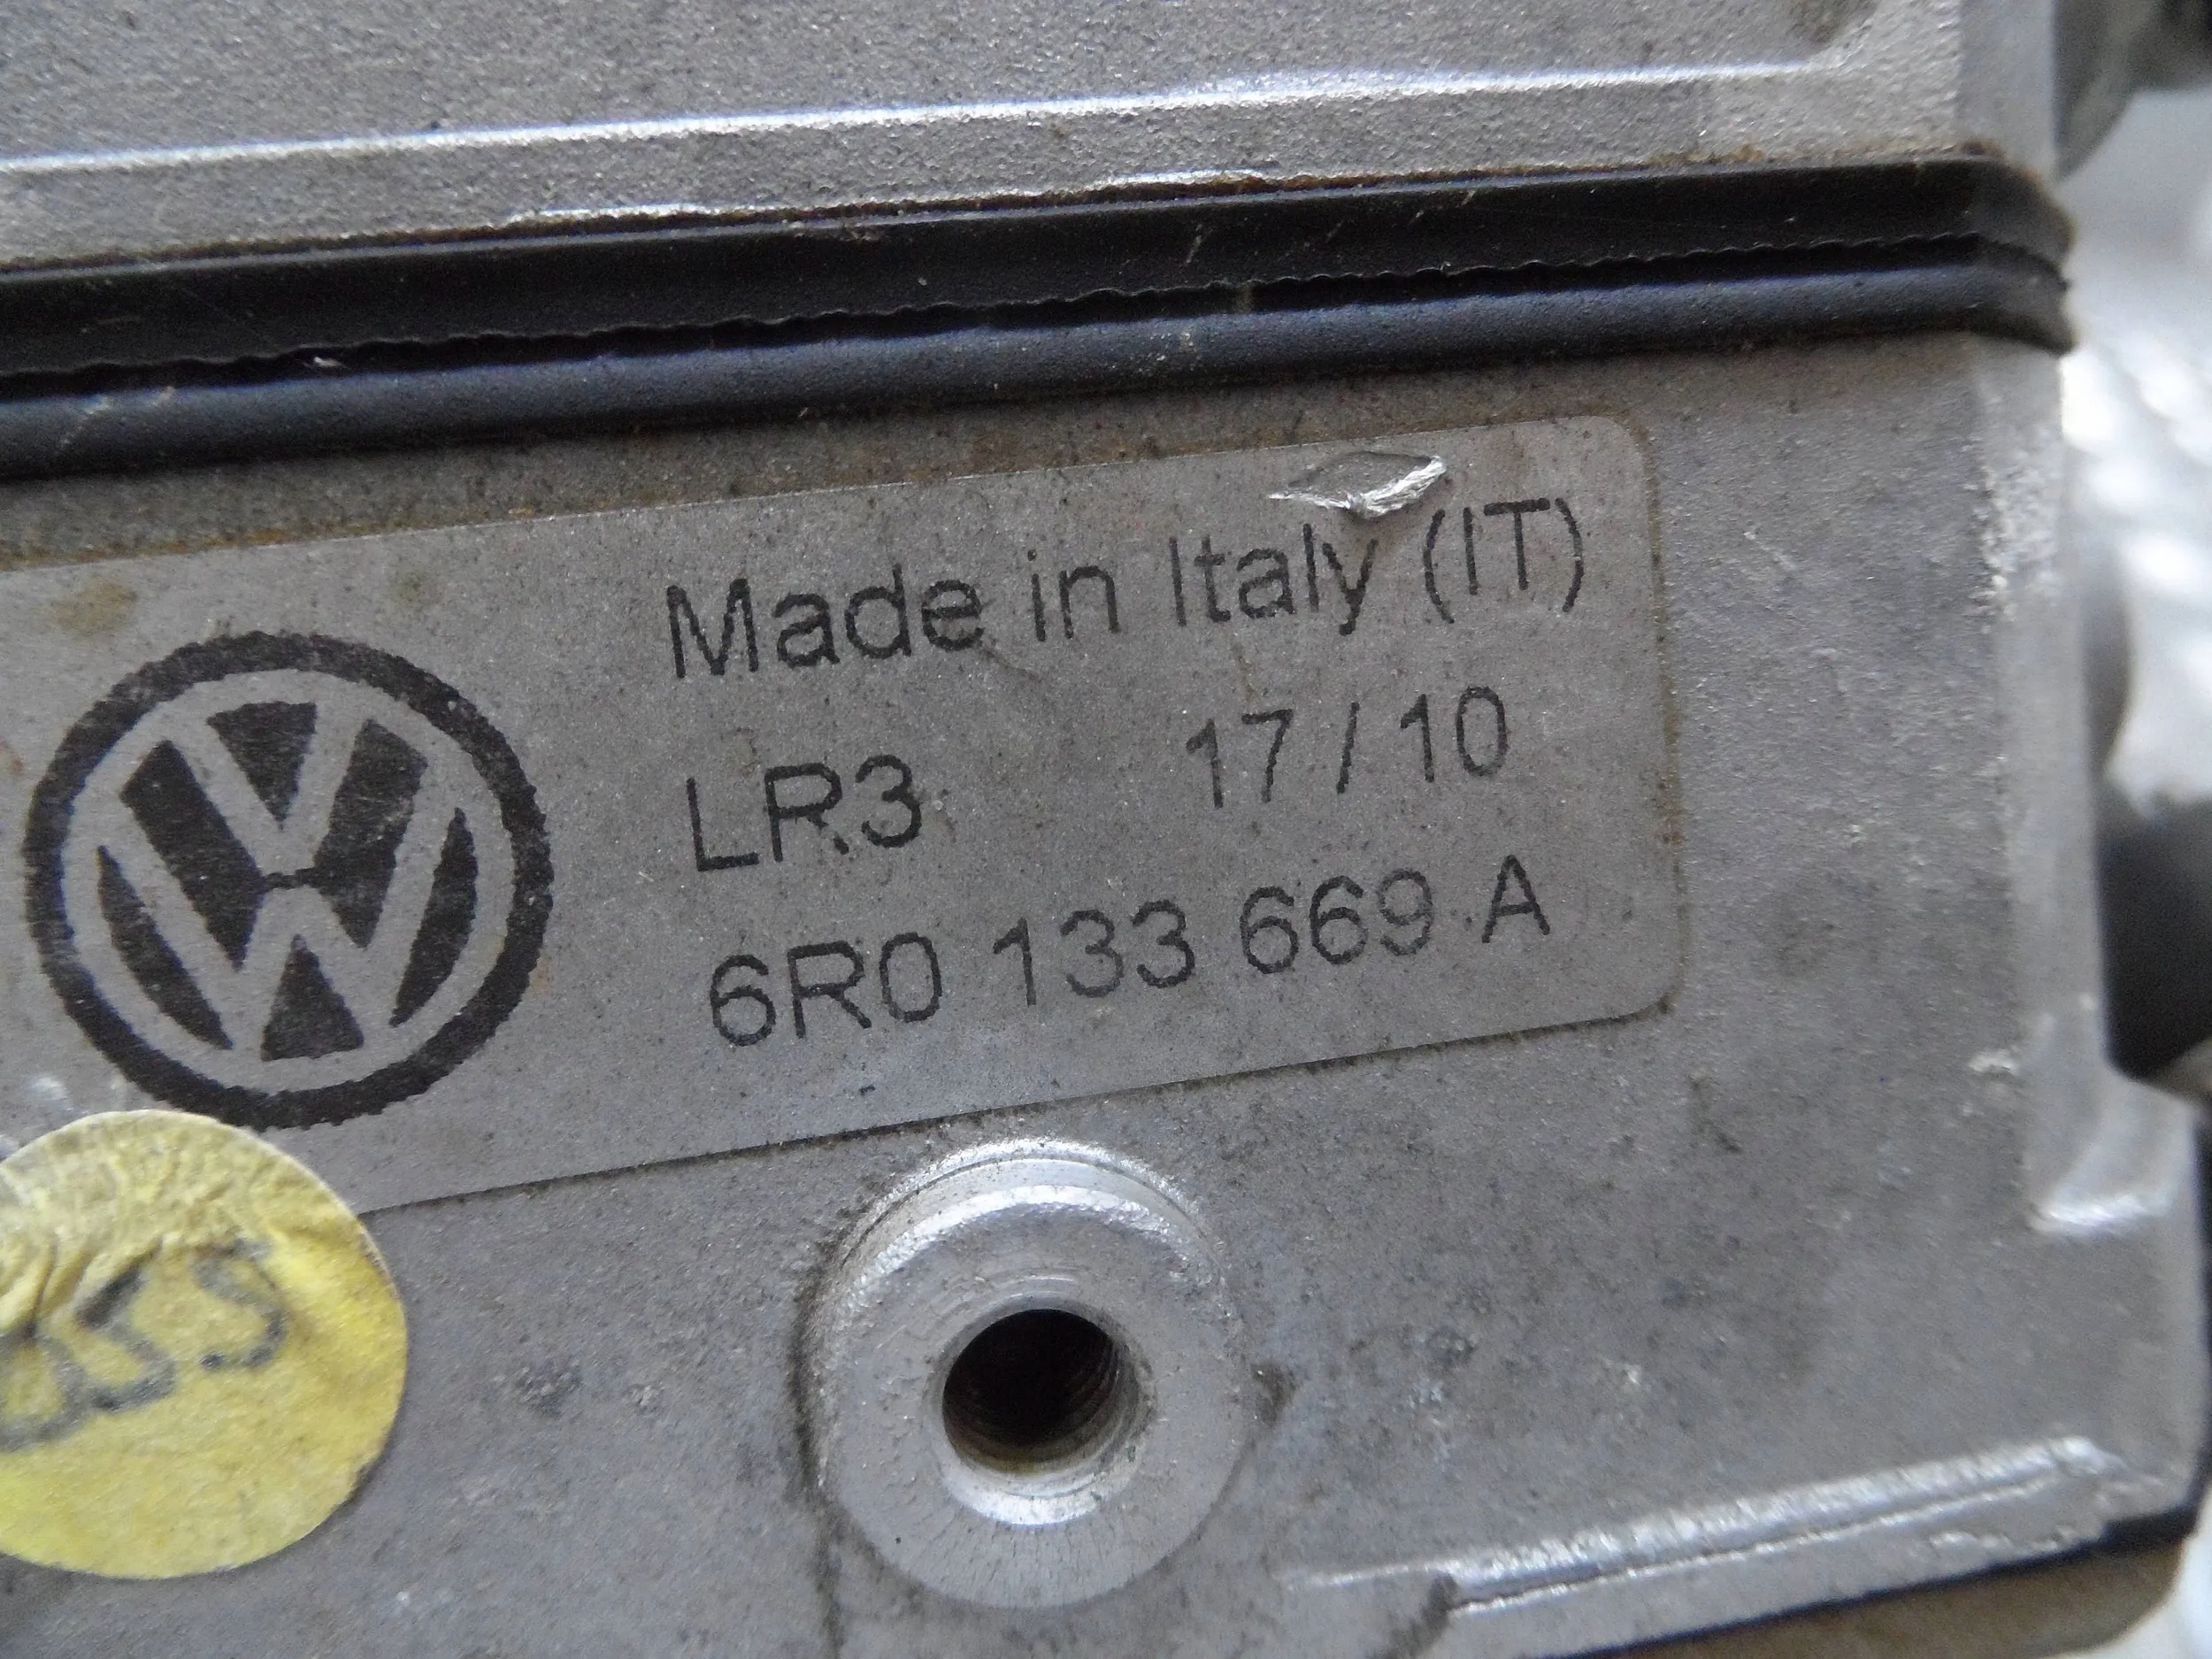 Made in Italy (IT)
LR3 17 / 10
6R0 133 669 A